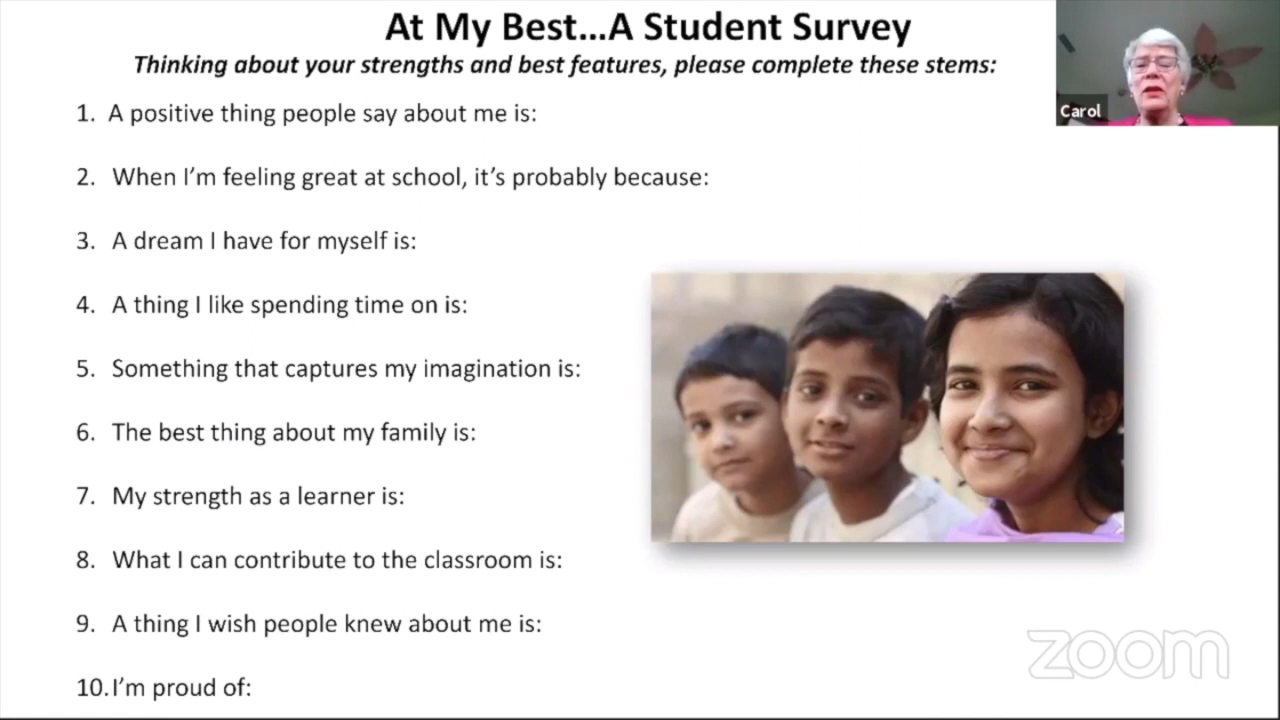 At My Best...A Student Survey
Thinking about your strengths and best features, please complete these stems:
Carol
1. A positive thing people say about me is:
2. When I’m feeling great at school, it’s probably because:
3. A dream I have for myself is:
4. A thing I like spending time on is:
5. Something that captures my imagination is:
6. The best thing about my family is:
7. My strength as a learner is:
8. What I can contribute to the classroom is:
9. A thing I wish people knew about me is:
zoom
10. I’m proud of: